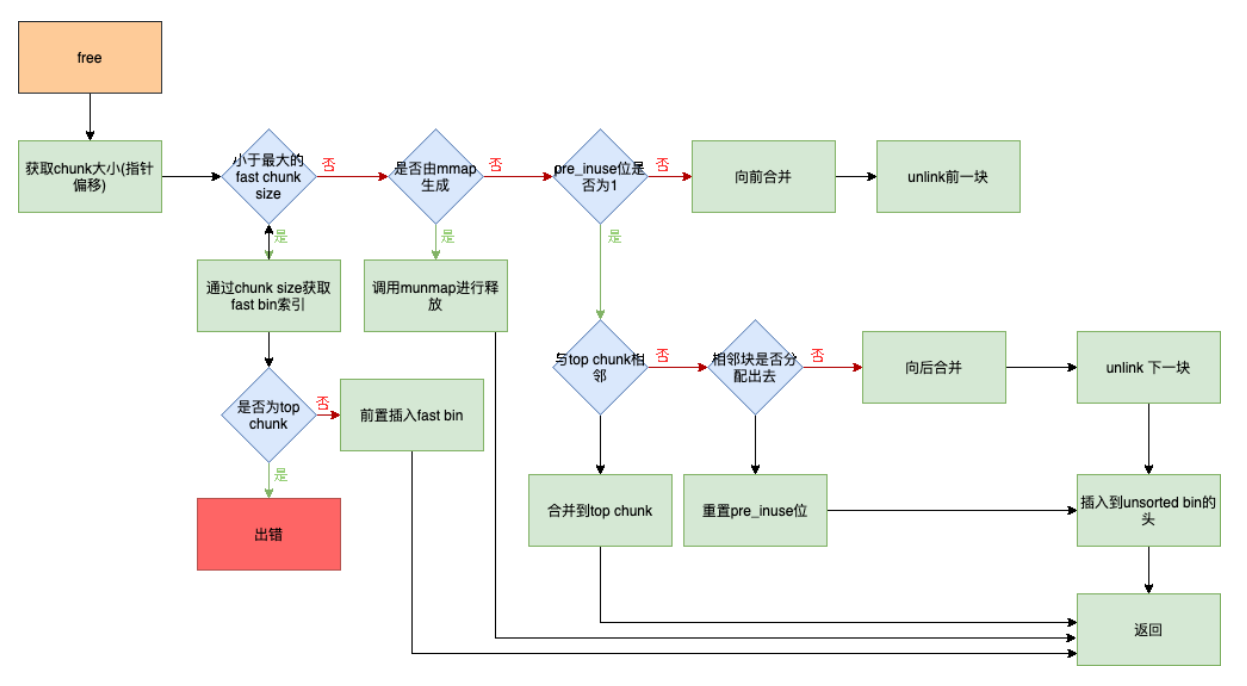 free
获取chunk大小(指针
偏移)
小于最大的
fast chunk
size
否
是否由mmap
生成
否
pre_inuse位是
否为1
否
向前合并
unlink前一块
是
是
是
通过chunk size获取
fast bin索引
调用munmap进行释
放
与top chunk相
邻
否
相邻块是否分
配出去
否
向后合并
unlink 下一块
是否为top
chunk
否
前置插入fast bin
是
合并到top chunk
重置pre_inuse位
插入到unsorted bin的
头
出错
返回